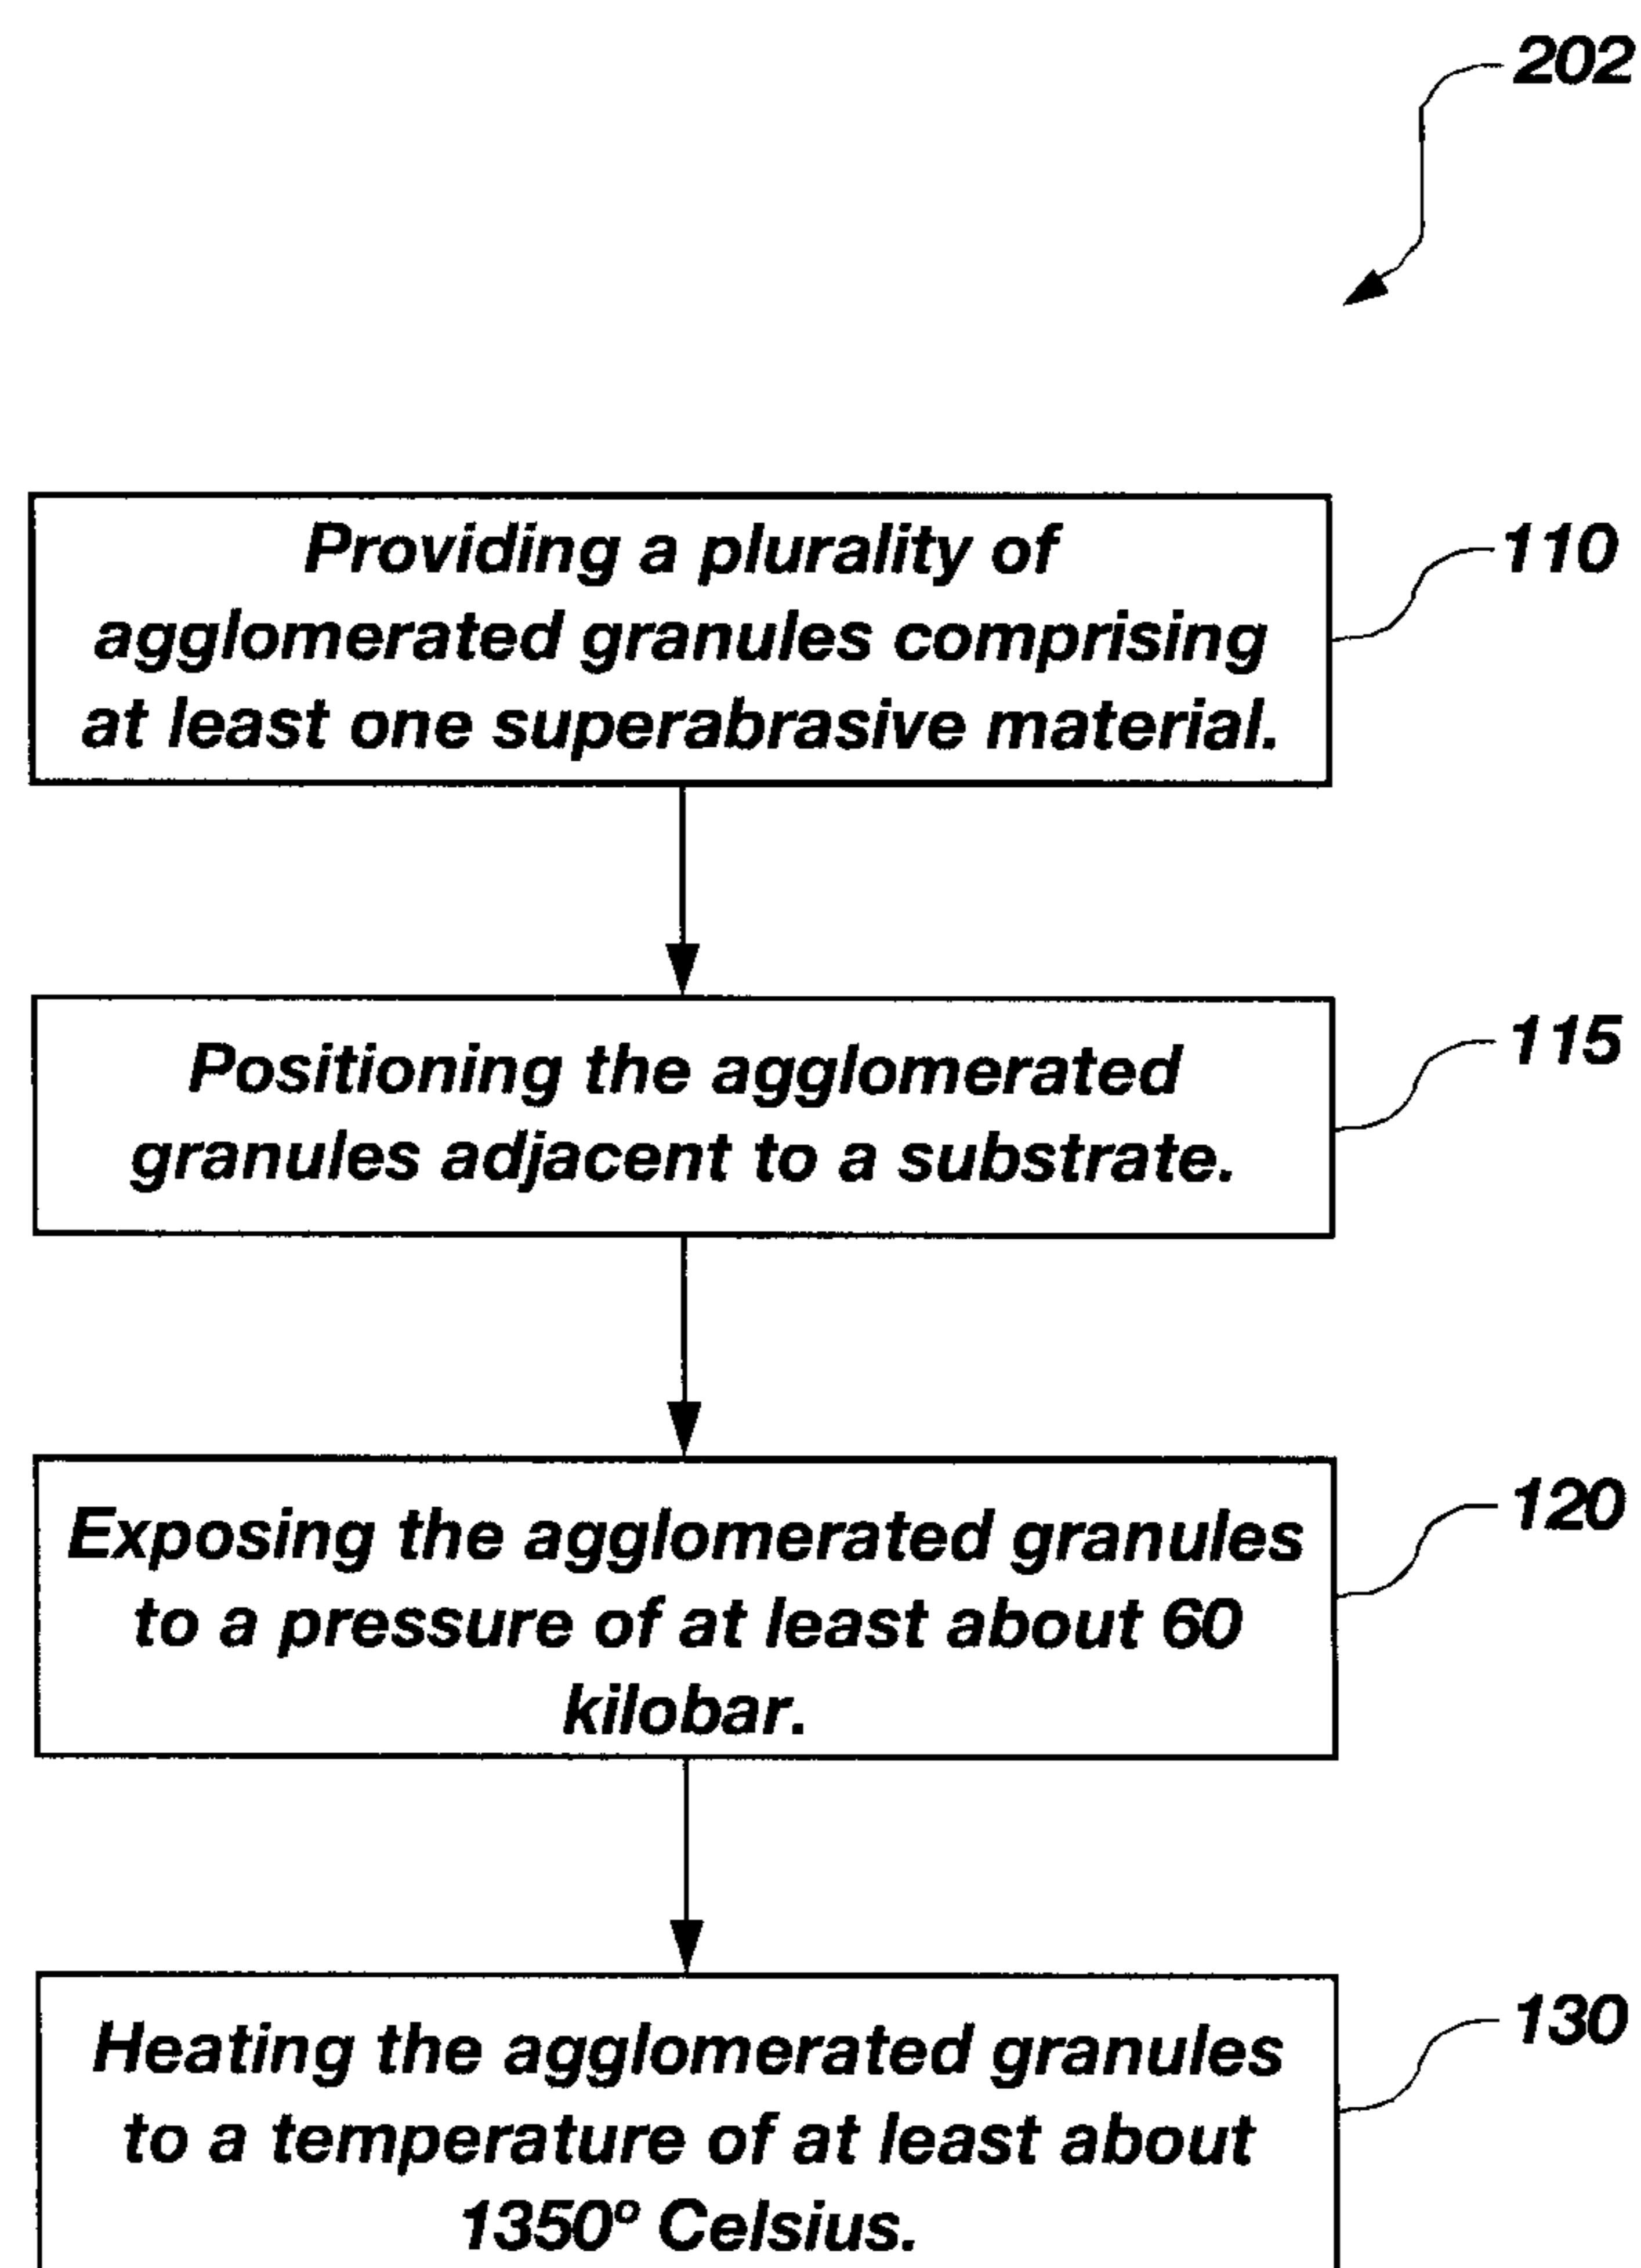 202
Providing a plurality of
agglomerated granules comprising
at least one superabrasive material.
110
Positioning the agglomerated
granules adjacent to a substrate.
115
Exposing the agglomerated granules
to a pressure of at least about 60
kilobar.
120
Heating the agglomerated granules
to a temperature of at least about
1350º Celsius.
130